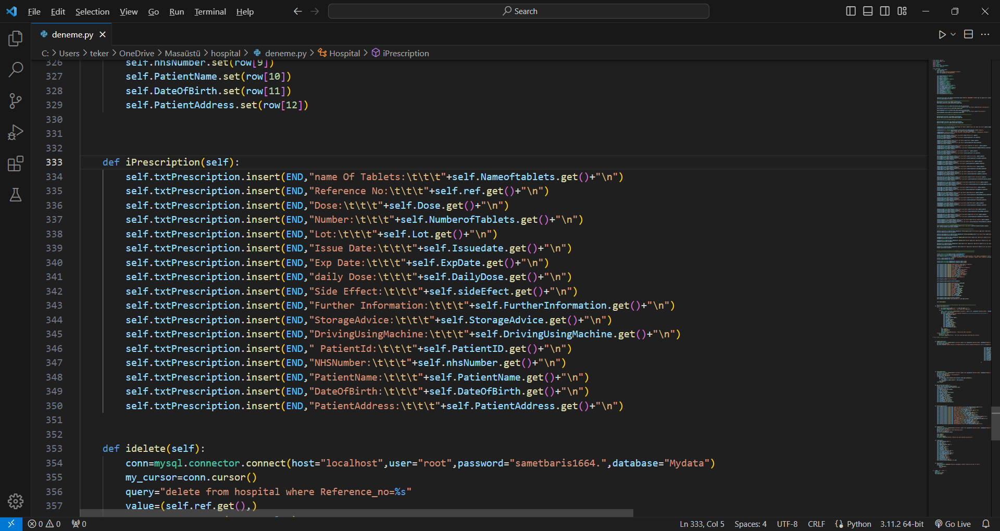 File Edit Selection View Go Run Terminal Help Search
deneme.py
C: > Users > teker > OneDrive > Masaüstü > hospital > deneme.py > Hospital > iPrescription
326 self.nhsNumber.set(row[9])
327 self.PatientName.set(row[10])
328 self.DateOfBirth.set(row[11])
329 self.PatientAddress.set(row[12])
330
331
332
333 def iPrescription(self):
334 self.txtPrescription.insert(END,"name Of Tablets:\t\t\t"+self.Nameoftablets.get()+"\n")
335 self.txtPrescription.insert(END,"Reference No:\t\t\t"+self.ref.get()+"\n")
336 self.txtPrescription.insert(END,"Dose:\t\t\t"+self.Dose.get()+"\n")
337 self.txtPrescription.insert(END,"Number:\t\t\t"+self.NumberofTablets.get()+"\n")
338 self.txtPrescription.insert(END,"Lot:\t\t\t"+self.Lot.get()+"\n")
339 self.txtPrescription.insert(END,"Issue Date:\t\t\t"+self.Issuedate.get()+"\n")
340 self.txtPrescription.insert(END,"Exp Date:\t\t\t"+self.ExpDate.get()+"\n")
341 self.txtPrescription.insert(END,"daily Dose:\t\t\t"+self.DailyDose.get()+"\n")
342 self.txtPrescription.insert(END,"Side Effect:\t\t\t"+self.sideEfect.get()+"\n")
343 self.txtPrescription.insert(END,"Further Information:\t\t\t"+self.FurtherInformation.get()+"\n")
344 self.txtPrescription.insert(END,"StorageAdvice:\t\t\t"+self.StorageAdvice.get()+"\n")
345 self.txtPrescription.insert(END,"DrivingUsingMachine:\t\t\t"+self.DrivingUsingMachine.get()+"\n")
346 self.txtPrescription.insert(END," PatientId:\t\t\t"+self.PatientID.get()+"\n")
347 self.txtPrescription.insert(END,"NHSNumber:\t\t\t"+self.nhsNumber.get()+"\n")
348 self.txtPrescription.insert(END,"PatientName:\t\t\t"+self.PatientName.get()+"\n")
349 self.txtPrescription.insert(END,"DateOfBirth:\t\t\t"+self.DateOfBirth.get()+"\n")
350 self.txtPrescription.insert(END,"PatientAddress:\t\t\t"+self.PatientAddress.get()+"\n")
351
352
353 def idelete(self):
354 conn=mysql.connector.connect(host="localhost",user="root",password="sametbaris1664.",database="Mydata")
355 my_cursor=conn.cursor()
356 query="delete from hospital where Reference_no=%s"
357 value=(self.ref.get(),)
0 0 0 Ln 333, Col 5 Spaces: 4 UTF-8 CRLF Python 3.11.2 64-bit Go Live